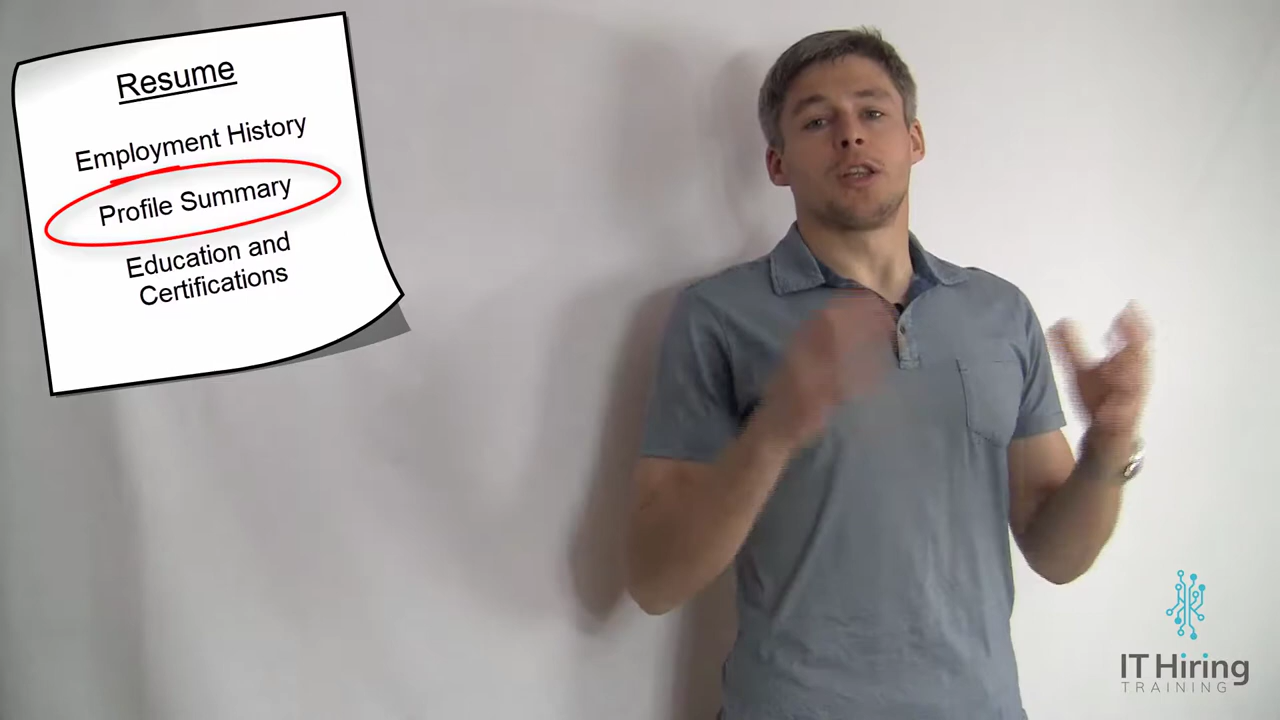 Resume
Employment History
Profile Summary
Education and
Certifications
IT Hiring
TRAINING